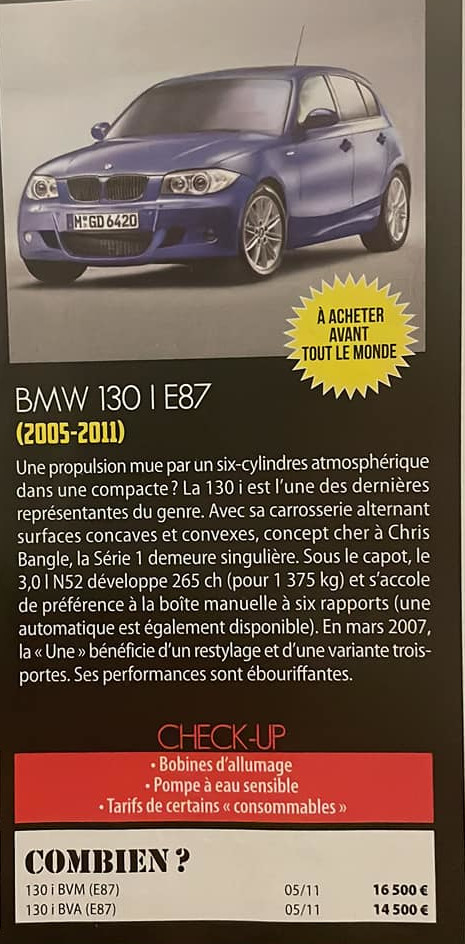 M GD 6420
À ACHETER
AVANT
TOUT LE MONDE
BMW 130 I E87
(2005-2011)
Une propulsion mue par un six-cylindres atmosphérique
dans une compacte ? La 130 i est l'une des dernières
représentantes du genre. Avec sa carrosserie alternant
surfaces concaves et convexes, concept cher à Chris
Bangle, la Série 1 demeure singulière. Sous le capot, le
3,0 l N52 développe 265 ch (pour 1 375 kg) et s'accole
de préférence à la boîte manuelle à six rapports (une
automatique est également disponible). En mars 2007,
la « Une » bénéficie d'un restylage et d'une variante trois-
portes. Ses performances sont ébouriffantes.
CHECK-UP
• Bobines d'allumage
• Pompe à eau sensible
• Tarifs de certains « consommables »
COMBIEN ?
130 i BVM (E87) 05/11 16 500 €
130 i BVA (E87) 05/11 14 500 €